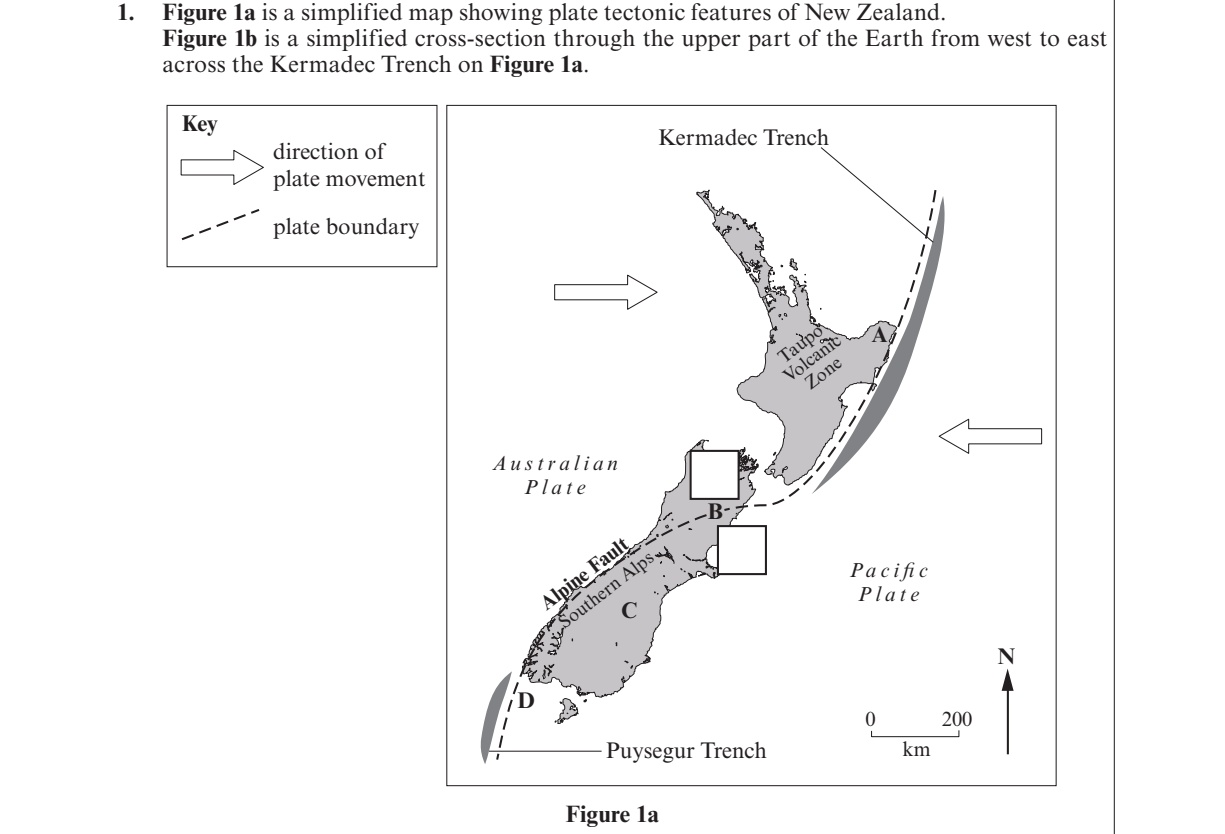 1. Figure 1a is a simplified map showing plate tectonic features of New Zealand.
Figure 1b is a simplified cross-section through the upper part of the Earth from west to east
across the Kermadec Trench on Figure 1a.
Key
direction of
plate movement
plate boundary
Kermadec Trench
A
Taupo
Volcanic
Zone
Australian
Plate
B
Alpine Fault
Southern Alps
C
Pacific
Plate
N
D
0 200
km
Puysegur Trench
Figure 1a